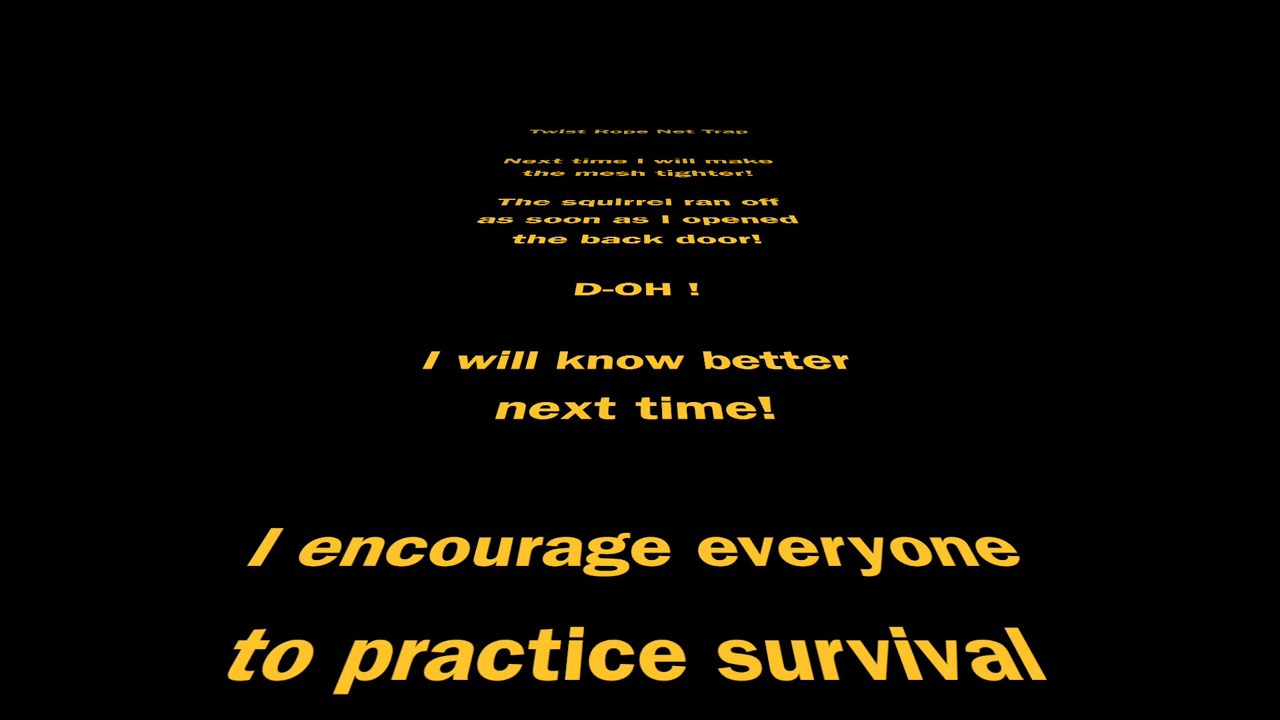 Twist Rope Net Trap
Next time I will make
the mesh tighter!
The squirrel ran off
as soon as I opened
the back door!
D-OH !
I will know better
next time!
I encourage everyone
to practice survival